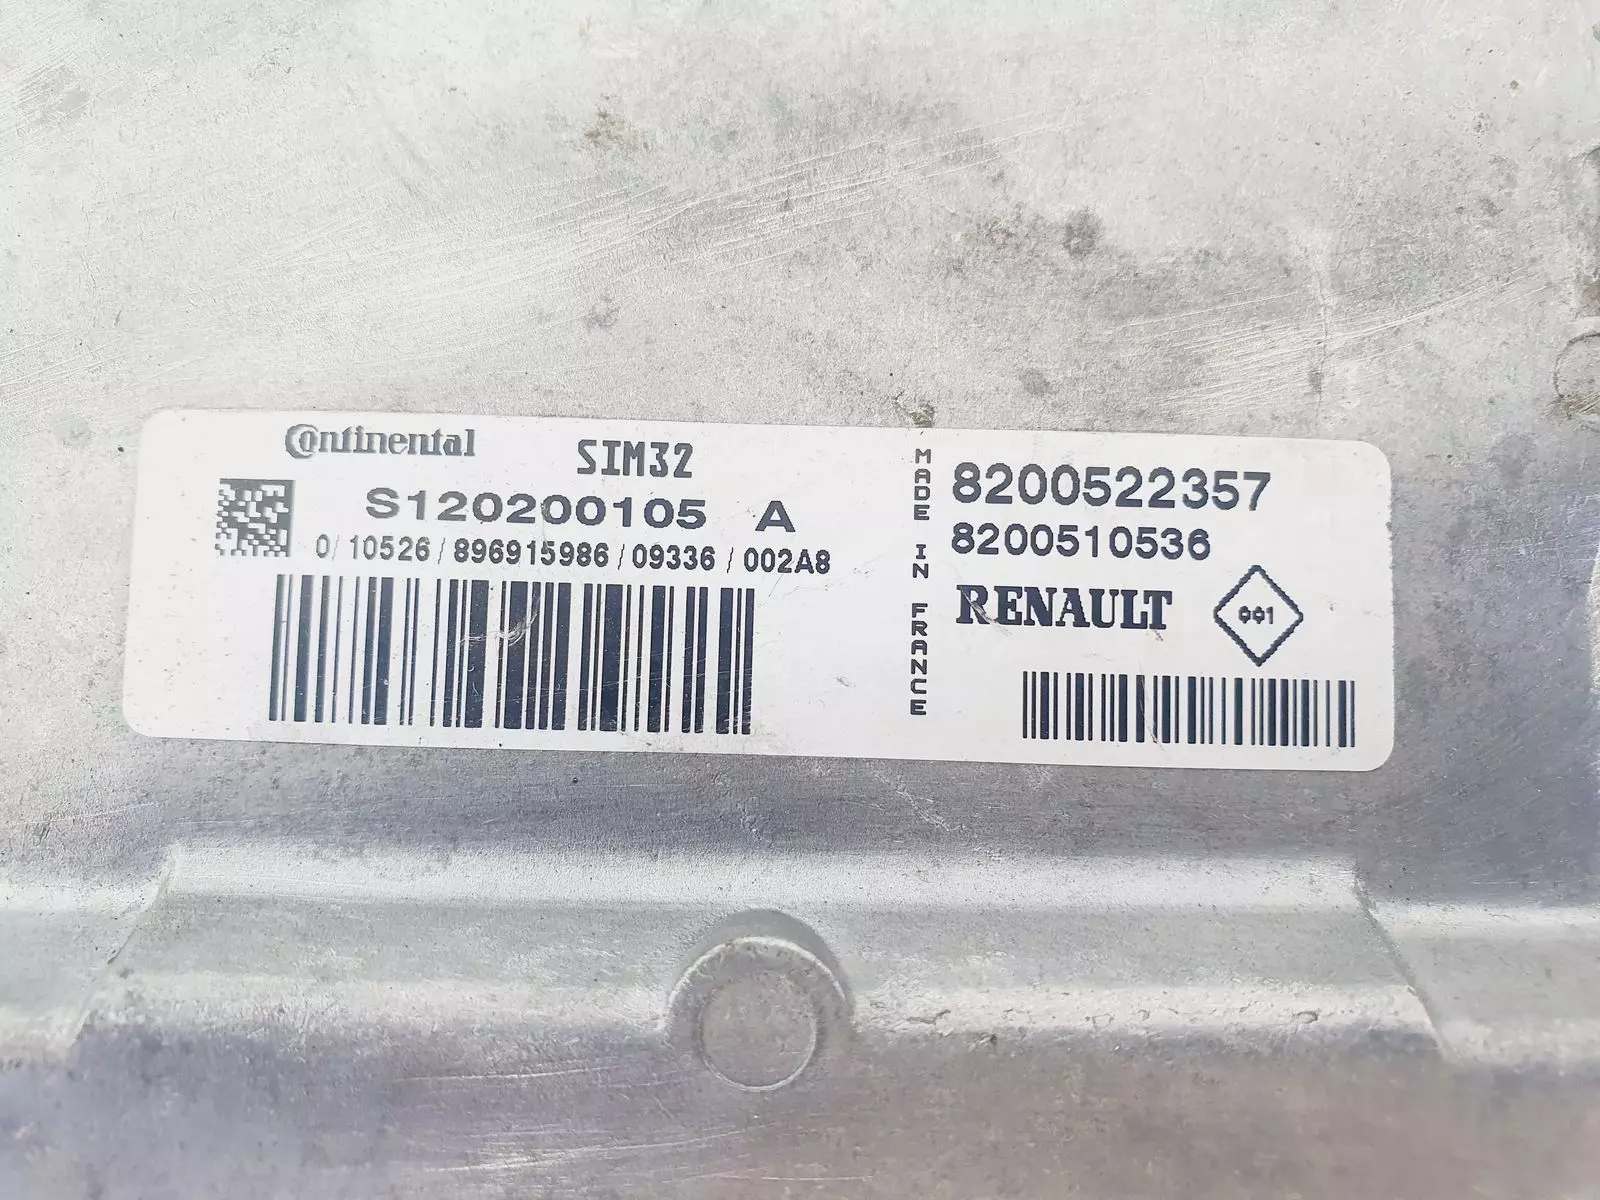 Continental
SIM32
S120200105 A
0/10526/896915986/09336/002A8
MADE IN FRANCE
8200522357
8200510536
RENAULT